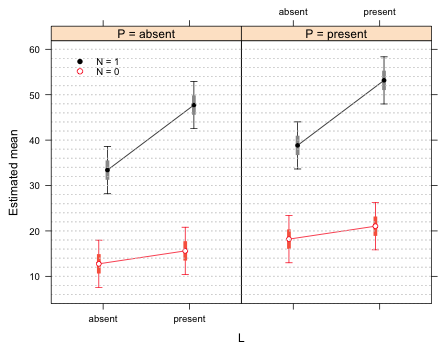 absent present
P = absent P = present
N = 1
N = 0
60
50
40
30
20
10
Estimated mean
absent present
L